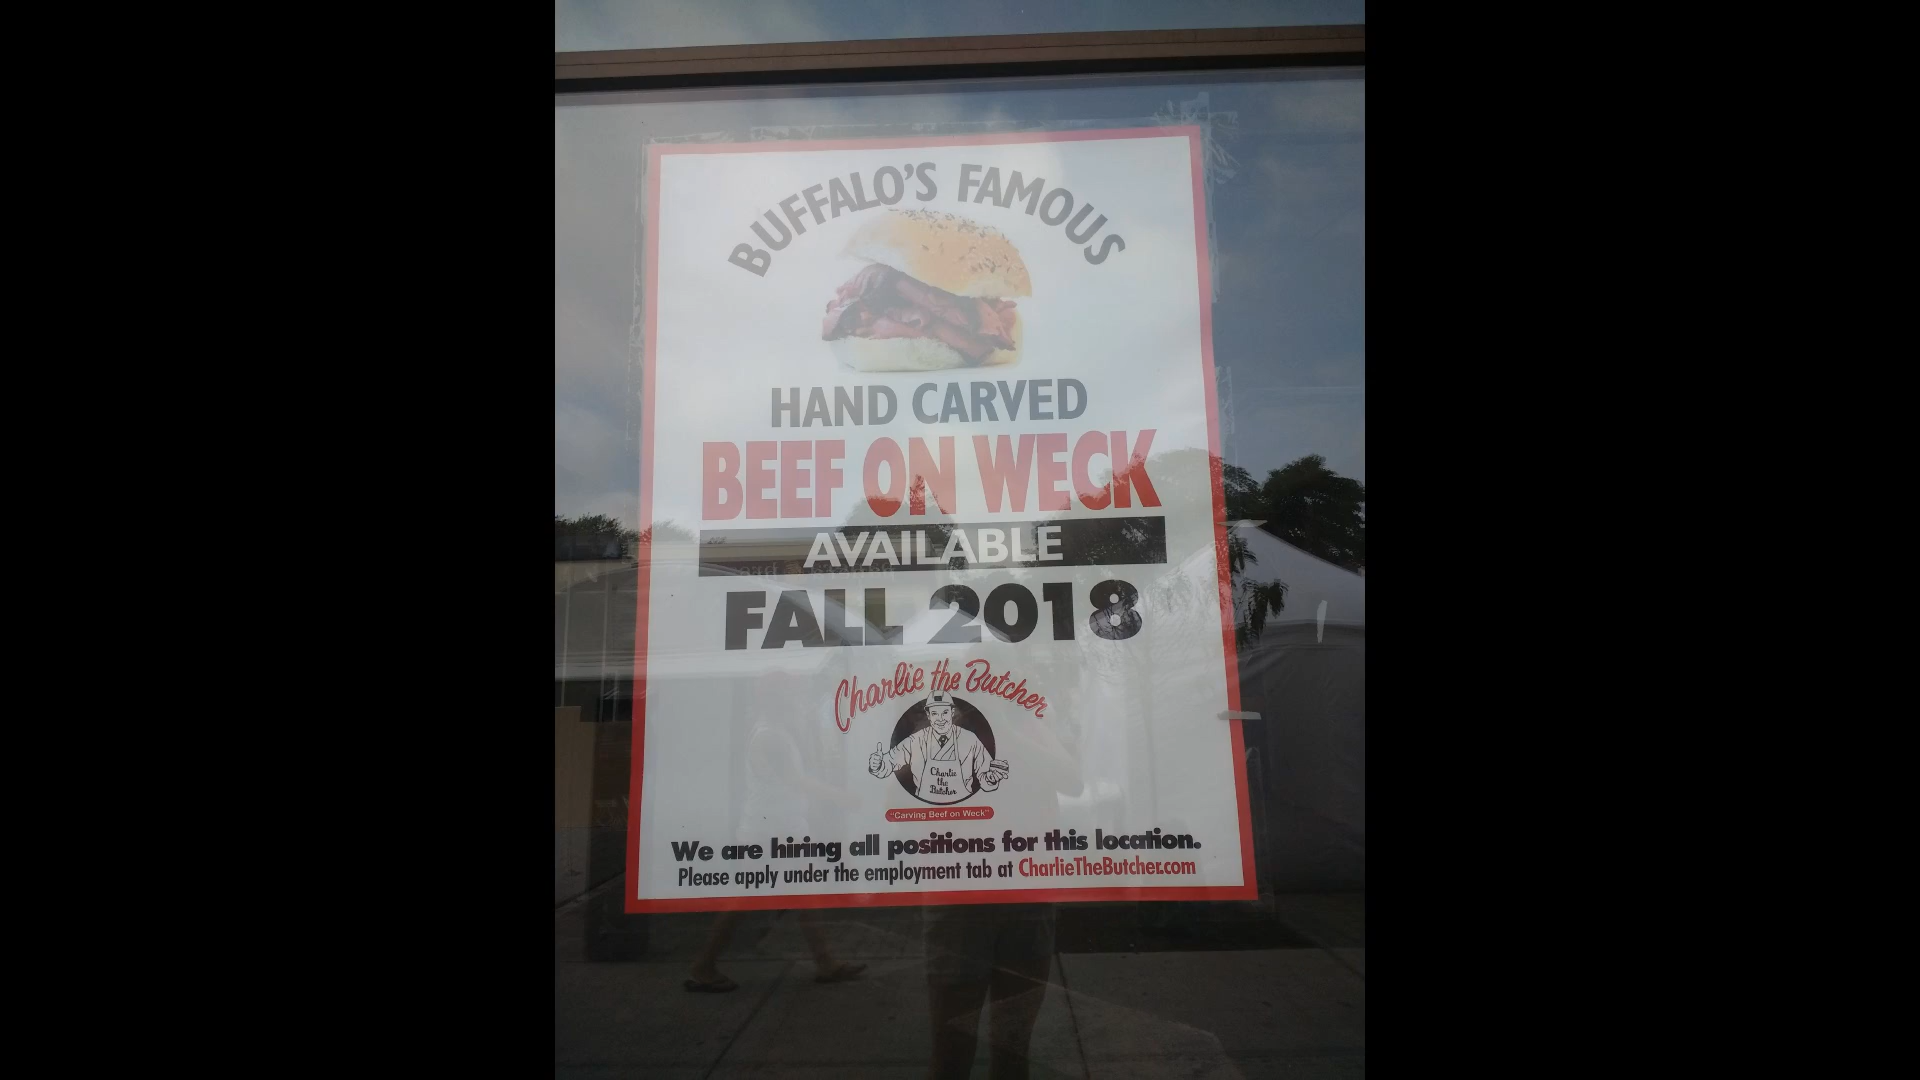 BUFFALO'S FAMOUS
HAND CARVED
BEEF ON WECK
AVAILABLE
FALL 2018
Charlie the Butcher
Charlie
the
Butcher
"Carving Beef on Weck"
We are hiring all positions for this location.
Please apply under the employment tab at CharlieTheButcher.com